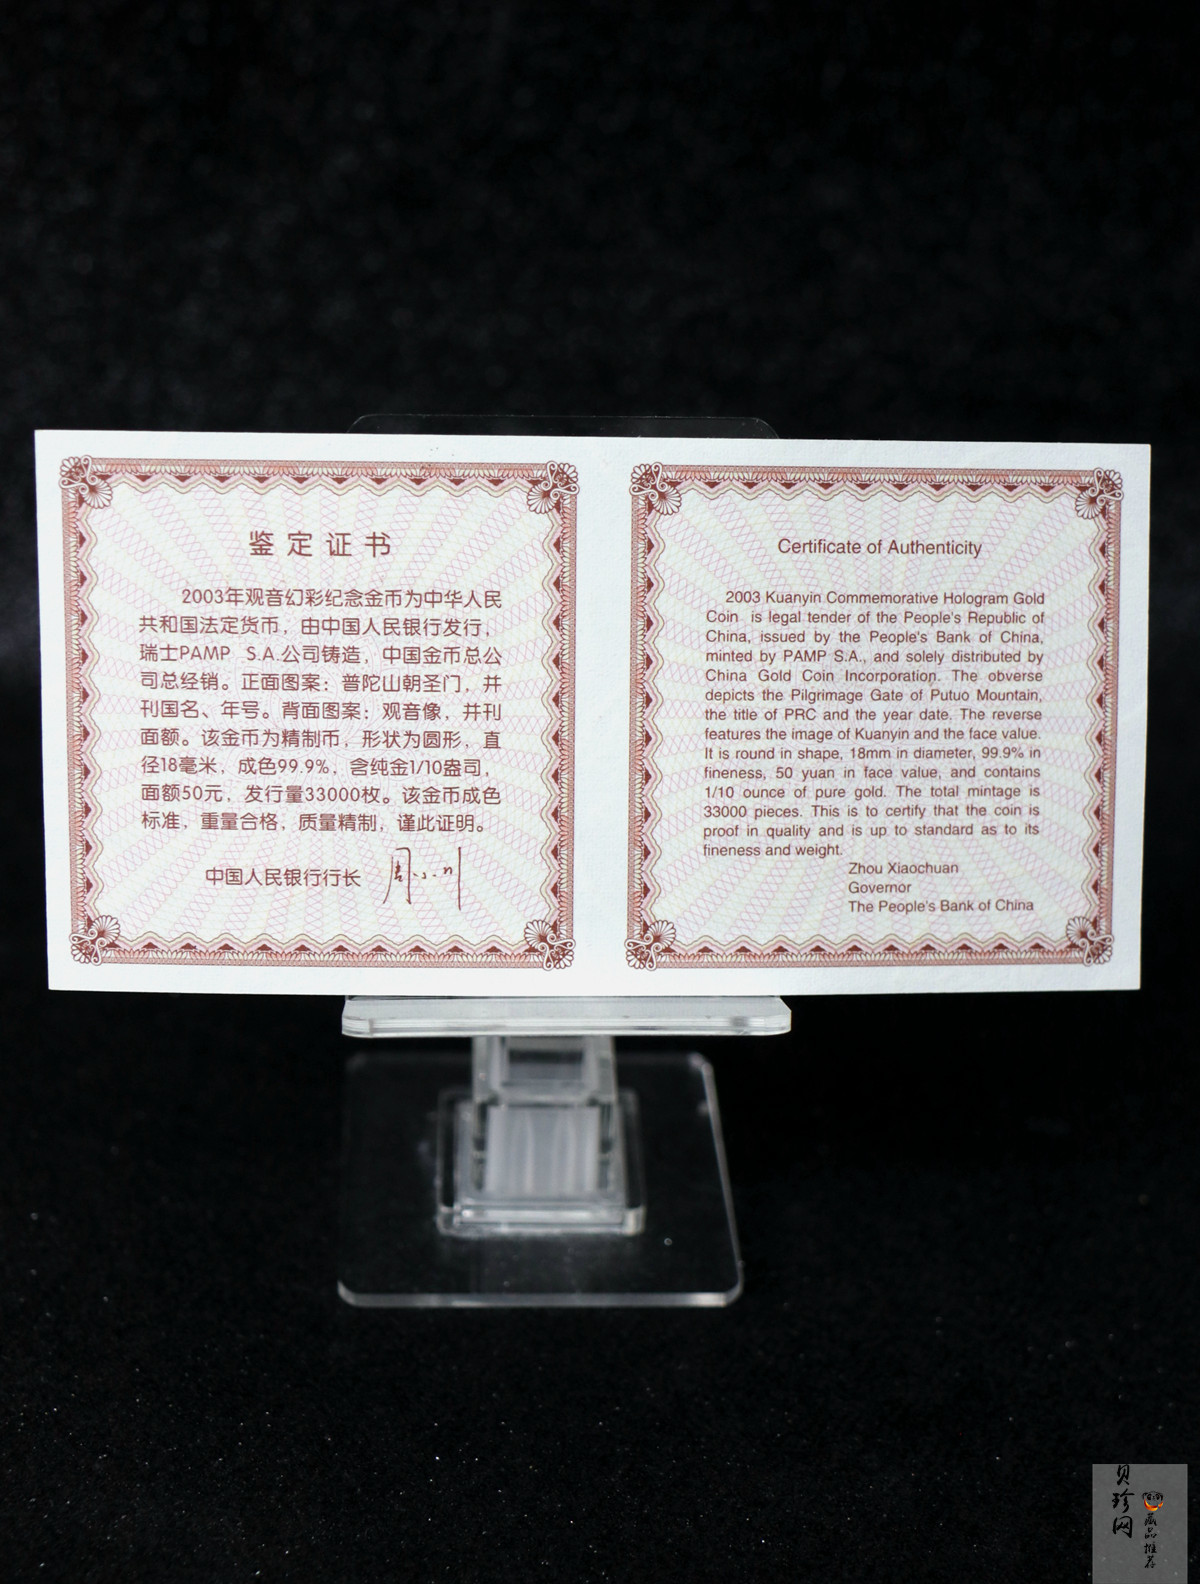 鉴定证书
2003年观音幻彩纪念金币为中华人民
共和国法定货币，由中国人民银行发行，
瑞士PAMP S.A.公司铸造，中国金币总公
司总经销。正面图案：普陀山朝圣门，并
刊国名、年号。背面图案：观音像，并刊
面额。该金币为精制币，形状为圆形，直
径18毫米，成色99.9%，含纯金1/10盎司，
面额50元，发行量33000枚。该金币成色
标准，重量合格，质量精制，谨此证明。
中国人民银行行长 周小川
Certificate of Authenticity
2003 Kuanyin Commemorative Hologram Gold
Coin is legal tender of the People's Republic of
China, issued by the People's Bank of China,
minted by PAMP S.A., and solely distributed by
China Gold Coin Incorporation. The obverse
depicts the Pilgrimage Gate of Putuo Mountain,
the title of PRC and the year date. The reverse
features the image of Kuanyin and the face value.
It is round in shape, 18mm in diameter, 99.9% in
fineness, 50 yuan in face value, and contains
1/10 ounce of pure gold. The total mintage is
33000 pieces. This is to certify that the coin is
proof in quality and is up to standard as to its
fineness and weight.
Zhou Xiaochuan
Governor
The People's Bank of China
贝珍网
藏品推荐